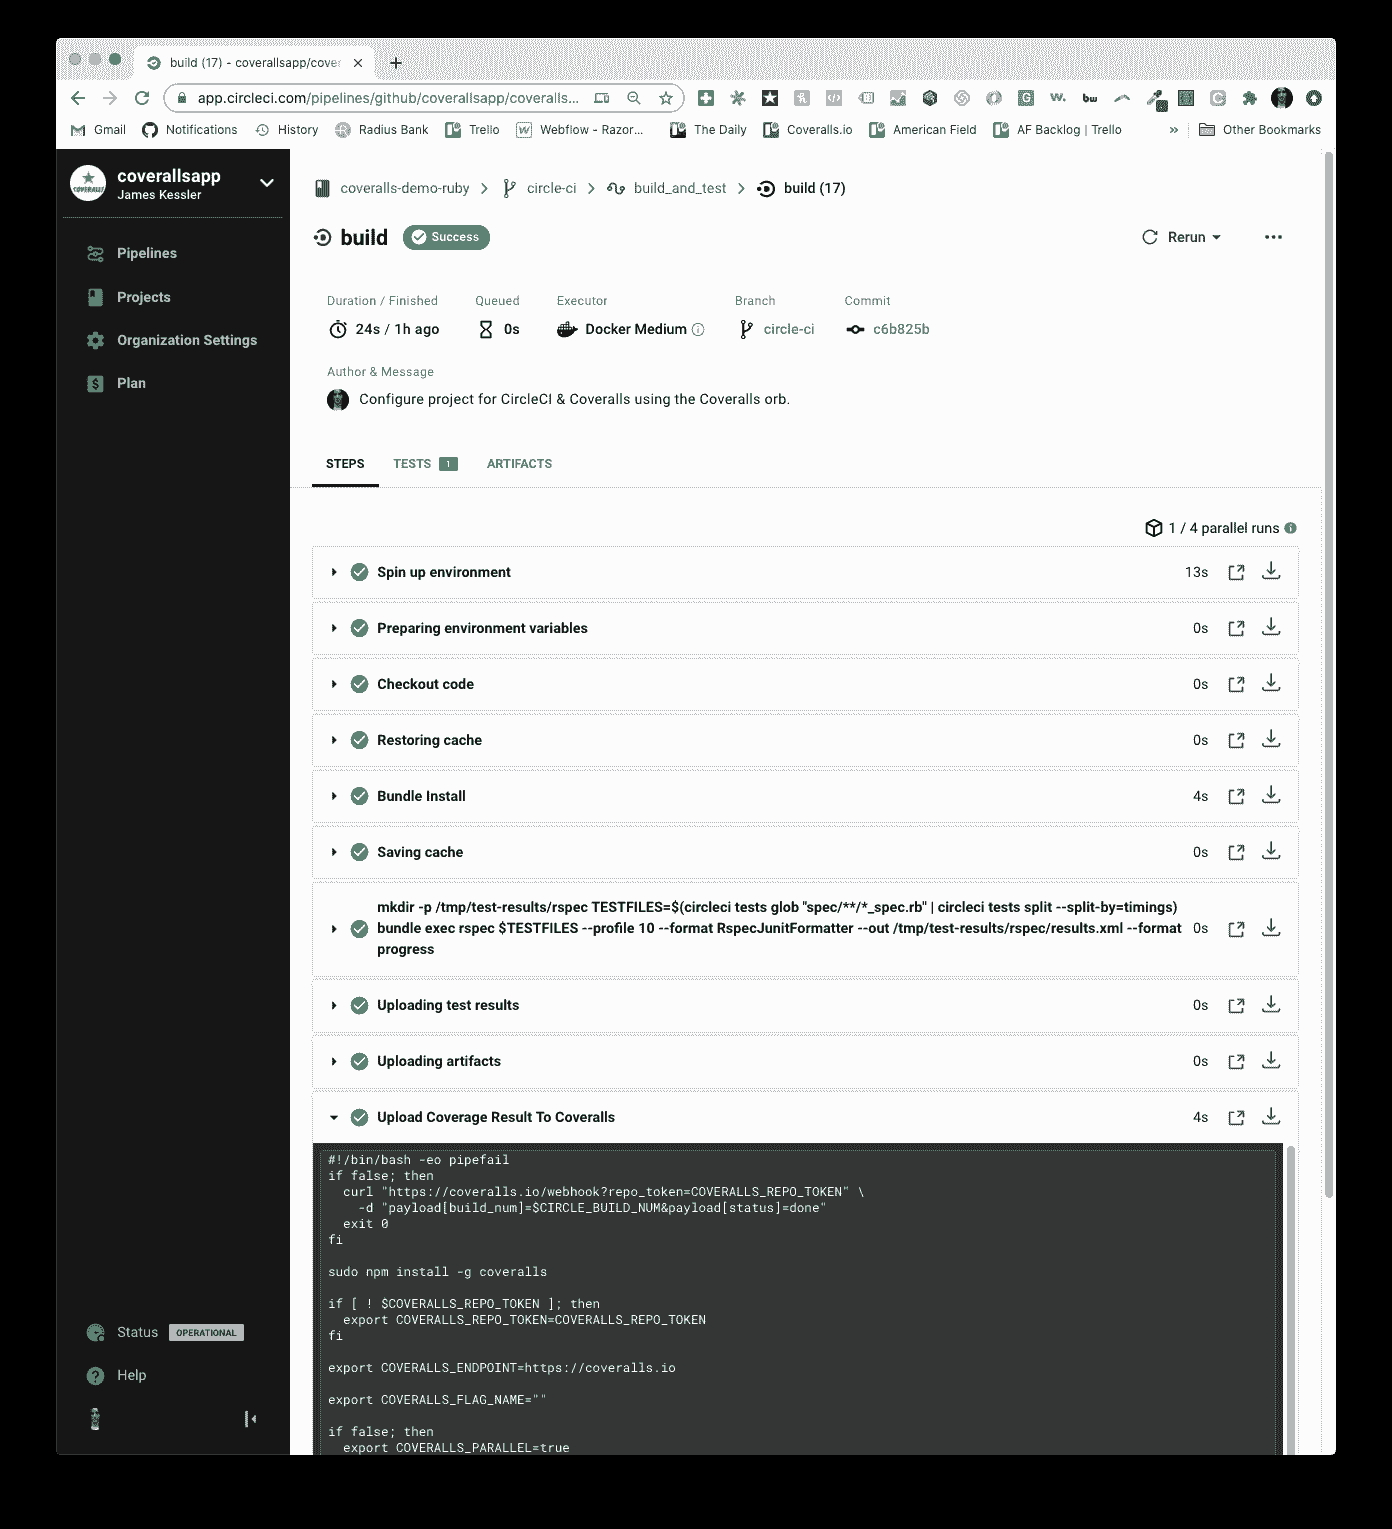 build (17) - coverallsapp/cove
app.circleci.com/pipelines/github/coverallsapp/coveralls...
Gmail Notifications History Radius Bank Trello Webflow - Razor... The Daily Coveralls.io American Field AF Backlog | Trello » Other Bookmarks
coverallsapp
James Kessler
Pipelines
Projects
Organization Settings
Plan
Status OPERATIONAL
Help
coveralls-demo-ruby circle-ci build_and_test build (17)
build Success Rerun
Duration / Finished Queued Executor Branch Commit
24s / 1h ago 0s Docker Medium circle-ci c6b825b
Author & Message
Configure project for CircleCI & Coveralls using the Coveralls orb.
STEPS TESTS 1 ARTIFACTS
1 / 4 parallel runs
Spin up environment 13s
Preparing environment variables 0s
Checkout code 0s
Restoring cache 0s
Bundle Install 4s
Saving cache 0s
mkdir -p /tmp/test-results/rspec TESTFILES=$(circleci tests glob "spec/**/*_spec.rb" | circleci tests split --split-by=timings)
bundle exec rspec $TESTFILES --profile 10 --format RspecJunitFormatter --out /tmp/test-results/rspec/results.xml --format 0s
progress
Uploading test results 0s
Uploading artifacts 0s
Upload Coverage Result To Coveralls 4s
#!/bin/bash -eo pipefail
if false; then
  curl "https://coveralls.io/webhook?repo_token=COVERALLS_REPO_TOKEN" \
    -d "payload[build_num]=$CIRCLE_BUILD_NUM&payload[status]=done"
  exit 0
fi
sudo npm install -g coveralls
if [ ! $COVERALLS_REPO_TOKEN ]; then
  export COVERALLS_REPO_TOKEN=COVERALLS_REPO_TOKEN
fi
export COVERALLS_ENDPOINT=https://coveralls.io
export COVERALLS_FLAG_NAME=""
if false; then
  export COVERALLS_PARALLEL=true